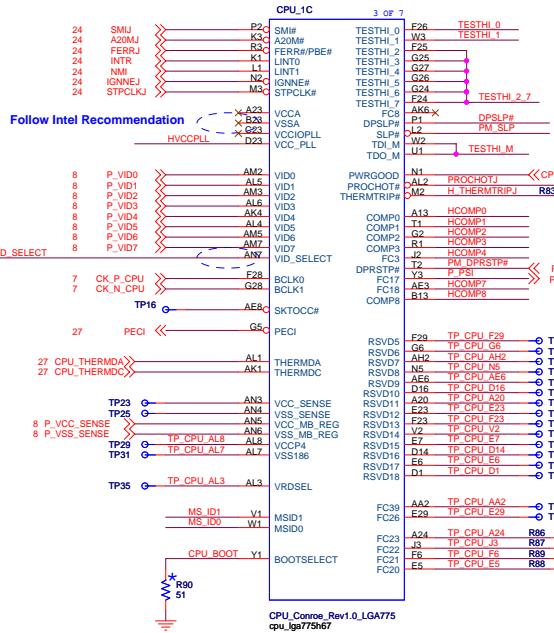 CPU_1C
3 OF 7
24 SMIJ P2 SMI# TESTHI_0 F26 TESTHI_0
24 A20MJ K3 A20M# TESTHI_1 W3 TESTHI_1
24 FERRJ R3 FERR#/PBE# TESTHI_2 F25
24 INTR K1 LINT0 TESTHI_3 G25
24 NMI L1 LINT1 TESTHI_4 G27
24 IGNNEJ N2 IGNNE# TESTHI_5 G26
24 STPCLKJ M3 STPCLK# TESTHI_6 G24
TESTHI_7 F24 TESTHI_2_7
A23 VCCA FC8 AK6
Follow Intel Recommendation B23 VSSA DPSLP# P1 DPSLP#
C23 VCCIOPLL SLP# L2 PM_SLP
HVCCPLL D23 VCC_PLL TDI_M W2
TDO_M U1 TESTHI_M
8 P_VID0 AM2 VID0 PWRGOOD N1 CP
8 P_VID1 AL5 VID1 PROCHOT# AL2 PROCHOTJ
8 P_VID2 AM3 VID2 THERMTRIP# M2 H_THERMTRIPJ R83
8 P_VID3 AL6 VID3
8 P_VID4 AK4 VID4 COMP0 A13 HCOMP0
8 P_VID5 AL4 VID5 COMP1 T1 HCOMP1
8 P_VID6 AM5 VID6 COMP2 G2 HCOMP2
8 P_VID7 AM7 VID7 COMP3 R1 HCOMP3
D_SELECT AN7 VID_SELECT FC3 J2 HCOMP4
DPRSTP# T2 PM_DPRSTP#
7 CK_P_CPU F28 BCLK0 FC17 Y3 P_PSI
7 CK_N_CPU G28 BCLK1 FC18 AE3 HCOMP7
COMP8 B13 HCOMP8
TP16 AE8 SKTOCC#
27 PECI G5 PECI
RSVD5 F29 TP_CPU_F29 T
RSVD6 G6 TP_CPU_G6 T
27 CPU_THERMDA AL1 THERMDA RSVD7 AH2 TP_CPU_AH2 T
27 CPU_THERMDC AK1 THERMDC RSVD8 N5 TP_CPU_N5 T
RSVD9 AE6 TP_CPU_AE6 T
RSVD10 D16 TP_CPU_D16 T
TP23 AN3 VCC_SENSE RSVD11 A20 TP_CPU_A20 T
TP25 AN4 VSS_SENSE RSVD12 E23 TP_CPU_E23 T
8 P_VCC_SENSE AN5 VCC_MB_REG RSVD13 F23 TP_CPU_F23 T
8 P_VSS_SENSE AN6 VSS_MB_REG RSVD14 V2 TP_CPU_V2 T
TP29 TP_CPU_AL8 AL8 VCCP4 RSVD15 E7 TP_CPU_E7 T
TP31 TP_CPU_AL7 AL7 VSS186 RSVD16 D14 TP_CPU_D14 T
RSVD17 E6 TP_CPU_E6 T
RSVD18 D1 TP_CPU_D1 T
TP35 TP_CPU_AL3 AL3 VRDSEL
FC39 AA2 TP_CPU_AA2 T
MS_ID1 V1 MSID1 FC26 E29 TP_CPU_E29 T
MS_ID0 W1 MSID0
FC23 A24 TP_CPU_A24 R86
FC22 J3 TP_CPU_J3 R87
CPU_BOOT Y1 BOOTSELECT FC21 F6 TP_CPU_F6 R89
FC20 E5 TP_CPU_E5 R88
*
R90
51
CPU_Conroe_Rev1.0_LGA775
cpu_lga775h67